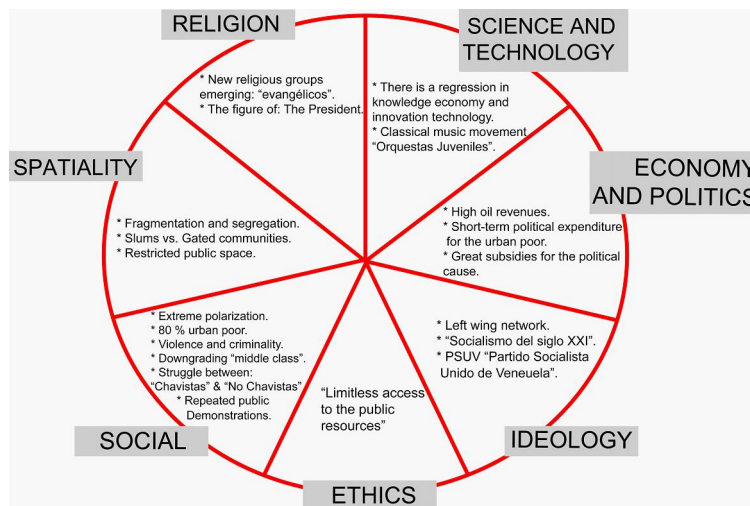 RELIGION
* New religious groups
emerging: “evangélicos”.
* The figure of: The President.
SCIENCE AND
TECHNOLOGY
* There is a regression in
knowledge economy and
innovation technology.
* Classical music movement
“Orquestas Juveniles”.
SPATIALITY
* Fragmentation and segregation.
* Slums vs. Gated communities.
* Restricted public space.
ECONOMY
AND POLITICS
* High oil revenues.
* Short-term political expenditure
for the urban poor.
* Great subsidies for the political
cause.
* Extreme polarization.
* 80 % urban poor.
* Violence and criminality.
* Downgrading “middle class”.
* Struggle between:
“Chavistas” & “No Chavistas”
* Repeated public
Demonstrations.
SOCIAL
“Limitless access
to the public
resources”
ETHICS
* Left wing network.
* “Socialismo del siglo XXI”.
* PSUV “Partido Socialista
Unido de Veneuela”.
IDEOLOGY